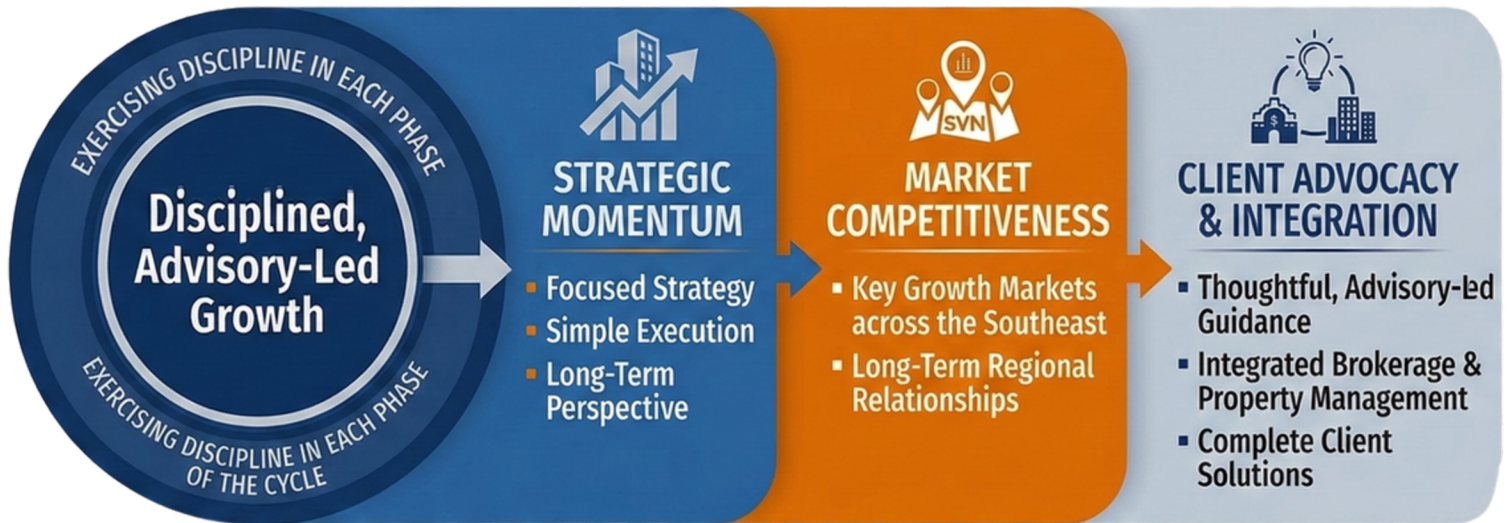 EXERCISING DISCIPLINE IN EACH PHASE
Disciplined,
Advisory-Led
Growth
EXERCISING DISCIPLINE IN EACH PHASE
OF THE CYCLE
STRATEGIC
MOMENTUM
▪ Focused Strategy
▪ Simple Execution
▪ Long-Term
Perspective
SVN
MARKET
COMPETITIVENESS
▪ Key Growth Markets
across the Southeast
▪ Long-Term Regional
Relationships
$
CLIENT ADVOCACY
& INTEGRATION
▪ Thoughtful, Advisory-Led
Guidance
▪ Integrated Brokerage &
Property Management
▪ Complete Client
Solutions